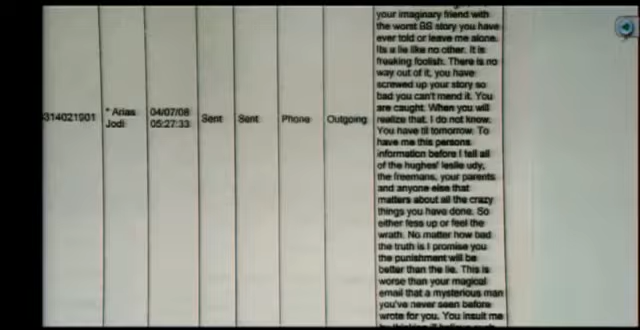 your imaginary friend with
the worst BS story you have
ever told or leave me alone.
Its a lie like no other. It is
freaking foolish. There is no
way out of it, you have
screwed up your story so
bad you can't mend it. You
314021901 * Arias Jodi 04/07/08 05:27:33 Sent Sent Phone Outgoing are caught. When you will
realize that. I do not know.
You have til tomorrow. To
have me this persons
information before I tell all
of the hughes' leslie udy,
the freemans, your parents
and anyone else that
matters about all the crazy
things you have done. So
either fess up or feel the
wrath. No matter how bad
the truth is I promise you
the punishment will be
better than the lie. This is
worse than your magical
email that a mysterious man
you've never seen before
wrote for you. You insult me